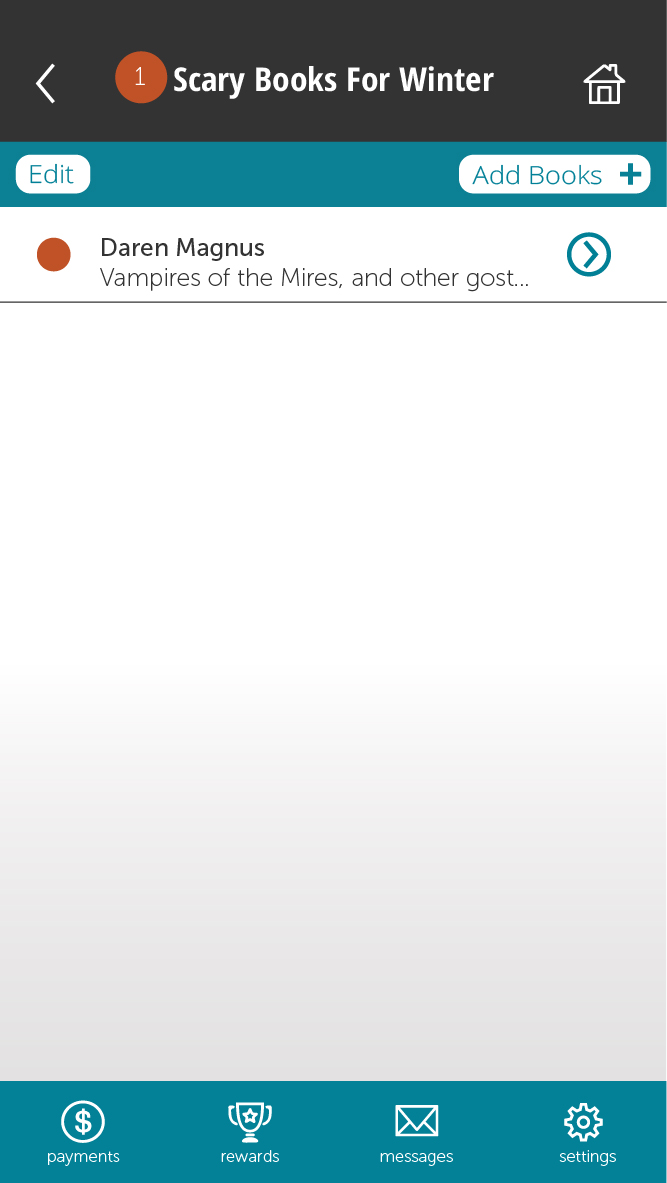 1 Scary Books For Winter
Edit
Add Books +
Daren Magnus
Vampires of the Mires, and other gost...
$
payments
rewards
messages
settings